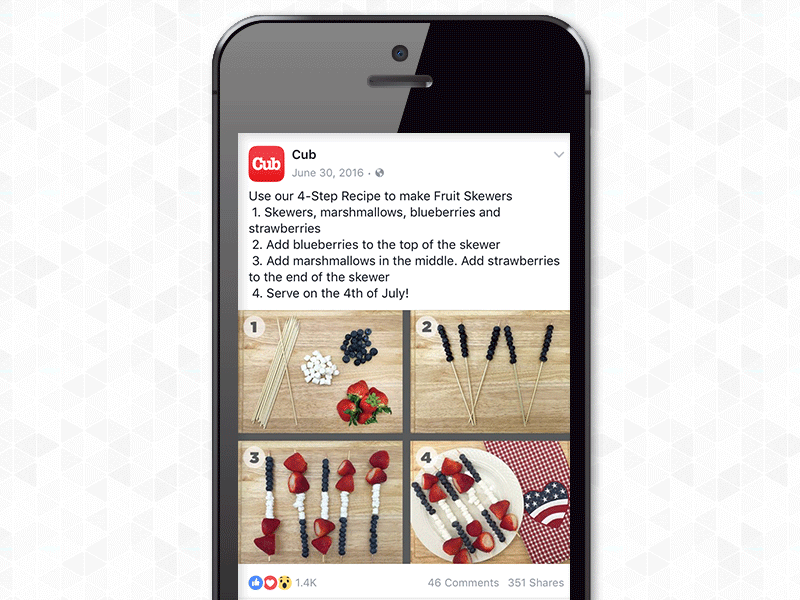 Cub
Cub
June 30, 2016 ·
Use our 4-Step Recipe to make Fruit Skewers
1. Skewers, marshmallows, blueberries and
strawberries
2. Add blueberries to the top of the skewer
3. Add marshmallows in the middle. Add strawberries
to the end of the skewer
4. Serve on the 4th of July!
1
2
3
4
1.4K
46 Comments 351 Shares